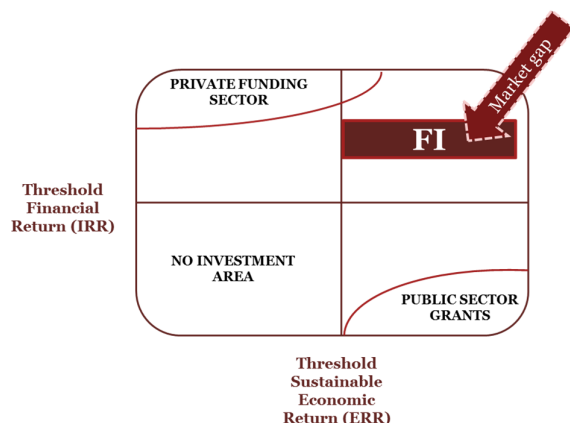 Market gap
PRIVATE FUNDING
SECTOR
FI
Threshold
Financial
Return (IRR)
NO INVESTMENT
AREA
PUBLIC SECTOR
GRANTS
Threshold
Sustainable
Economic
Return (ERR)